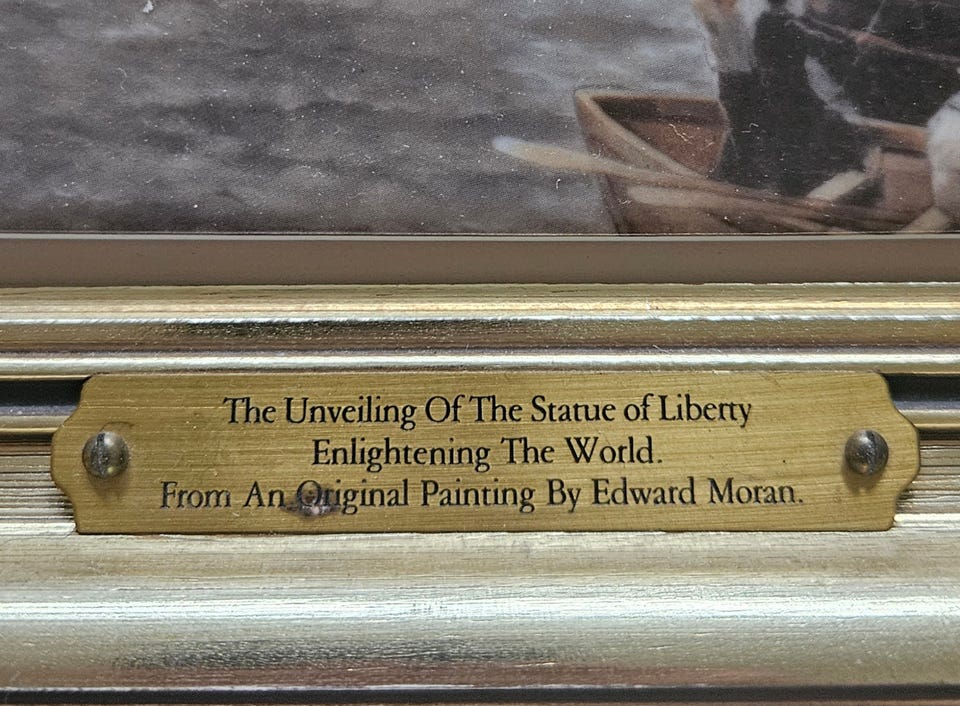 The Unveiling Of The Statue of Liberty
Enlightening The World.
From An Original Painting By Edward Moran.